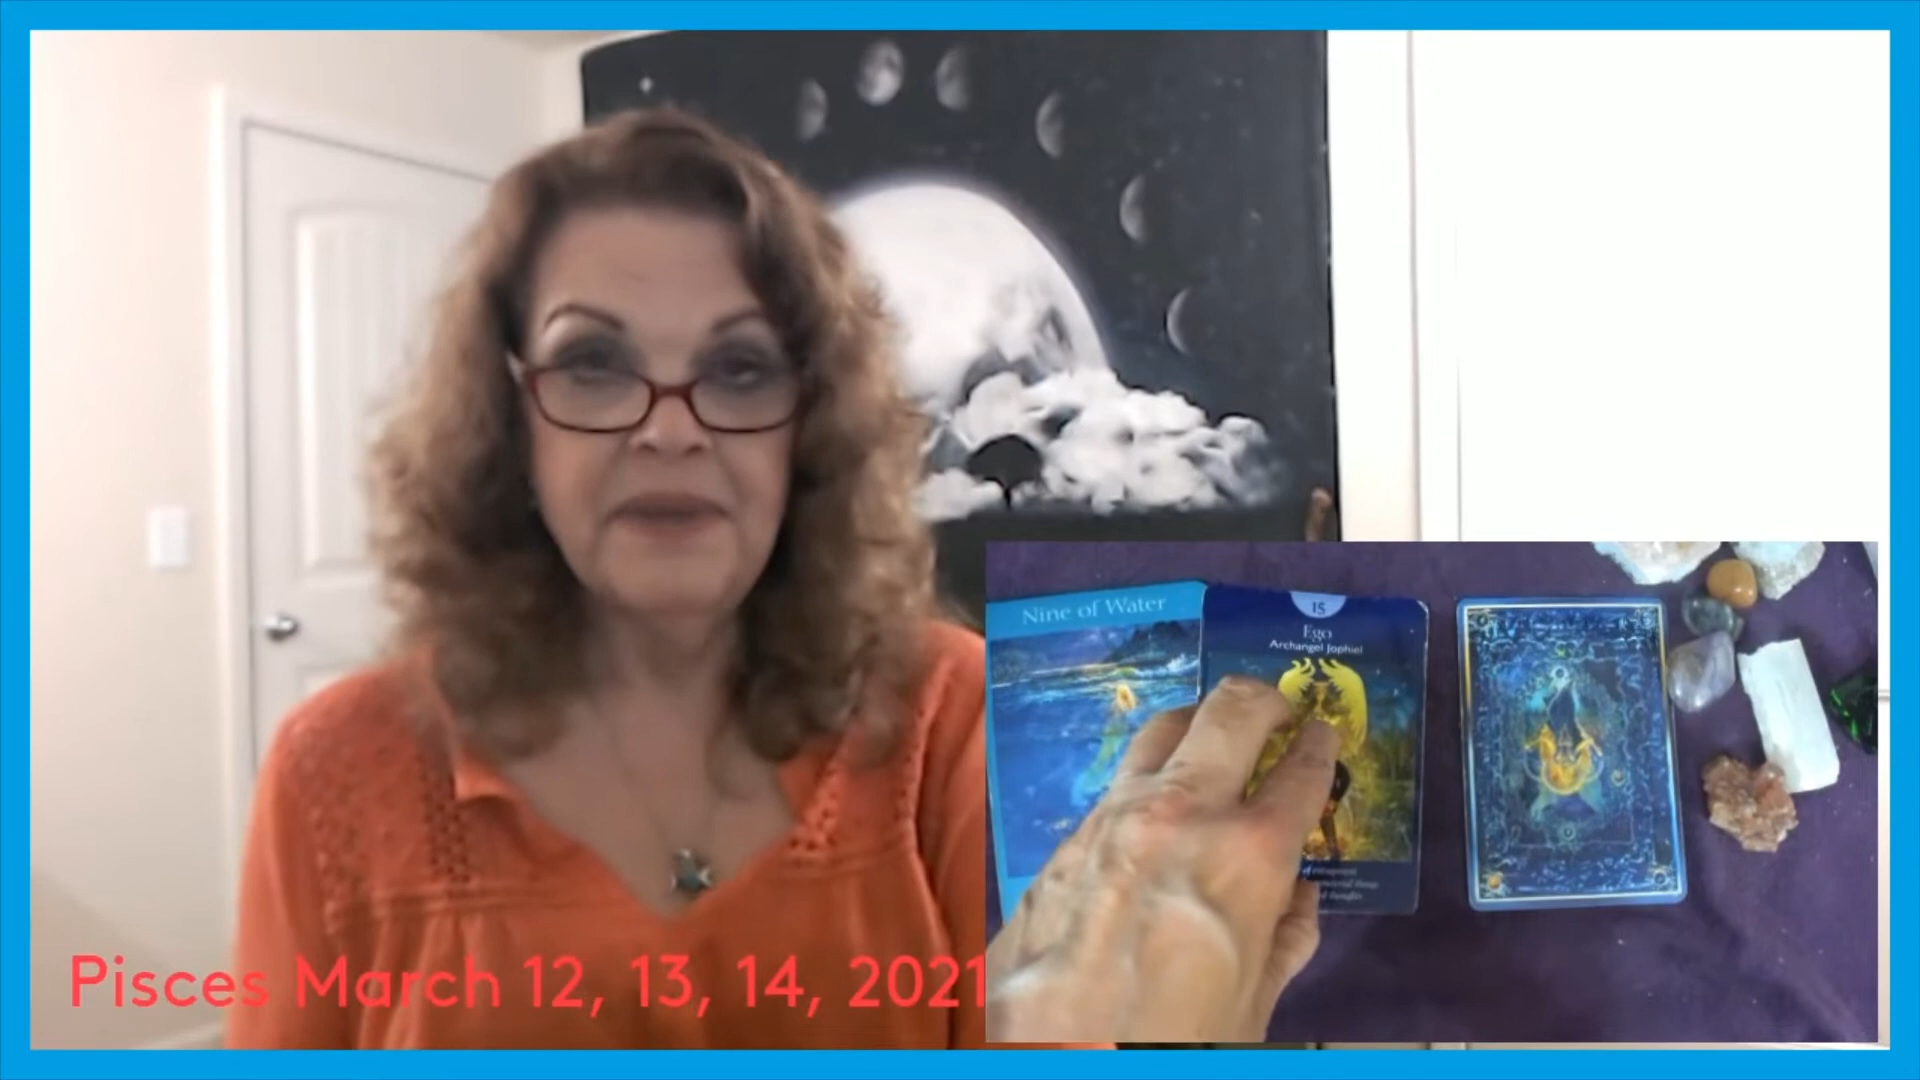 Nine of Water
15
Ego
Archangel Jophiel
Pisces March 12, 13, 14, 2021